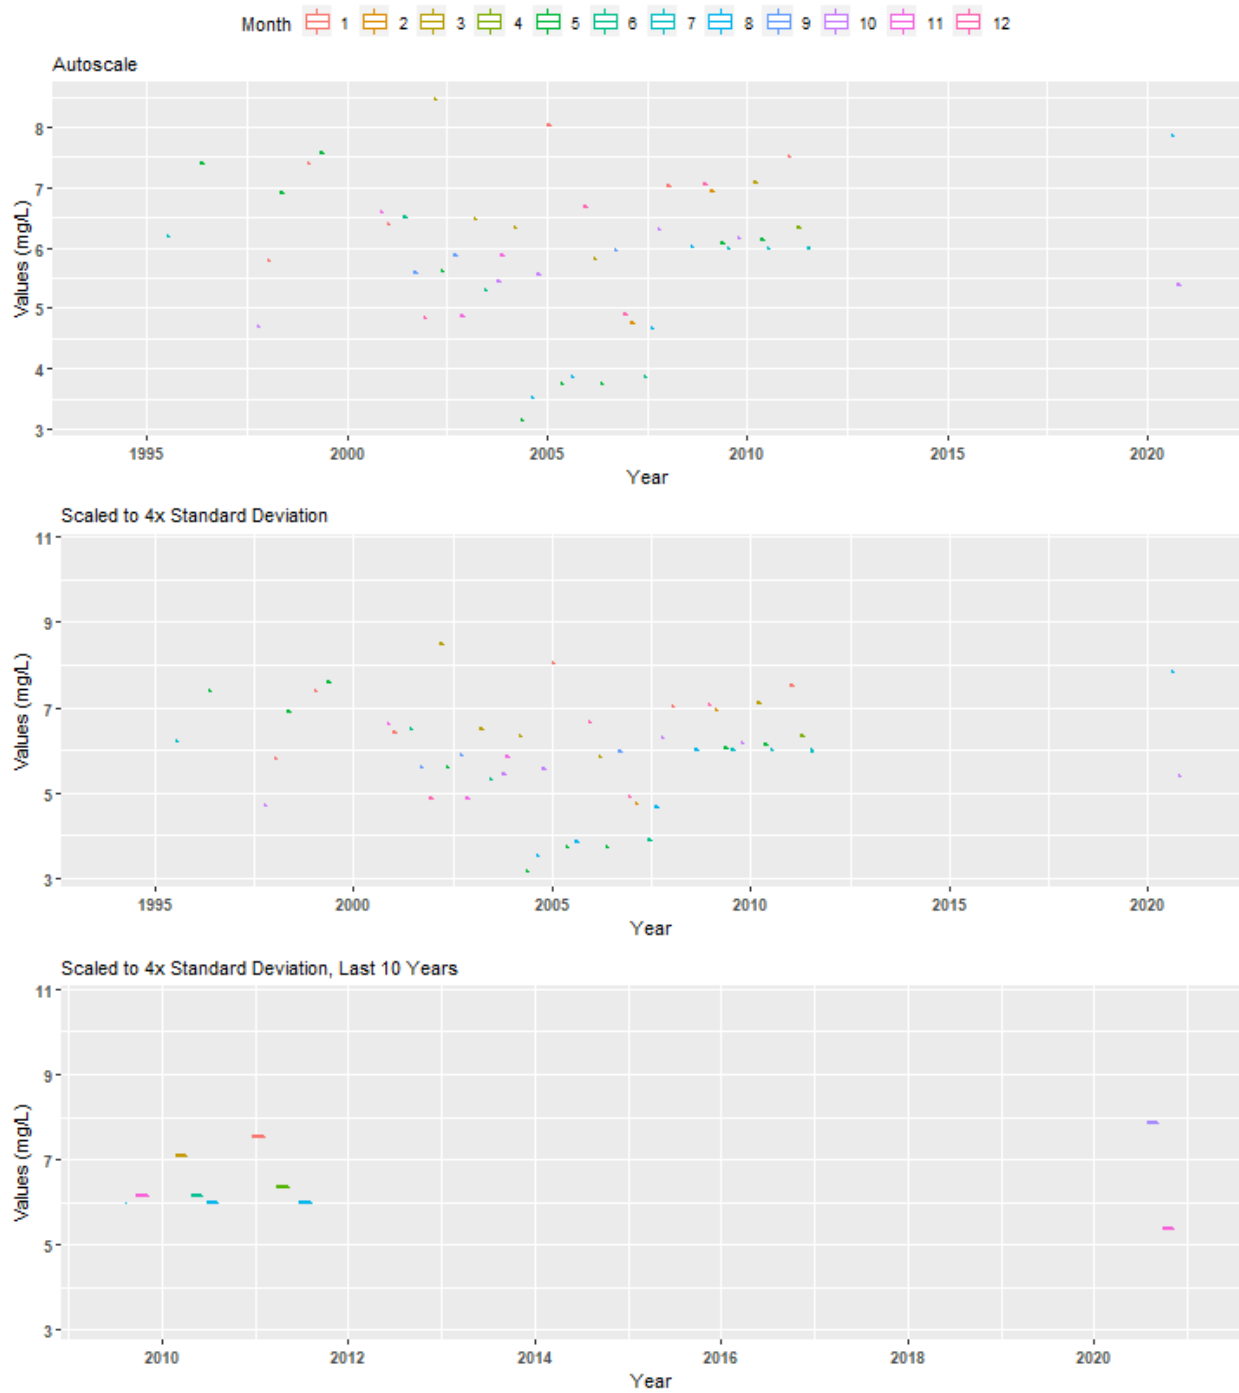 Month 1 2 3 4 5 6 7 8 9 10 11 12
Autoscale
8
7
6
5
4
3
Values (mg/L)
1995 2000 2005 2010 2015 2020
Year
Scaled to 4x Standard Deviation
11
9
7
5
3
Values (mg/L)
1995 2000 2005 2010 2015 2020
Year
Scaled to 4x Standard Deviation, Last 10 Years
11
9
7
5
3
Values (mg/L)
2010 2012 2014 2016 2018 2020
Year